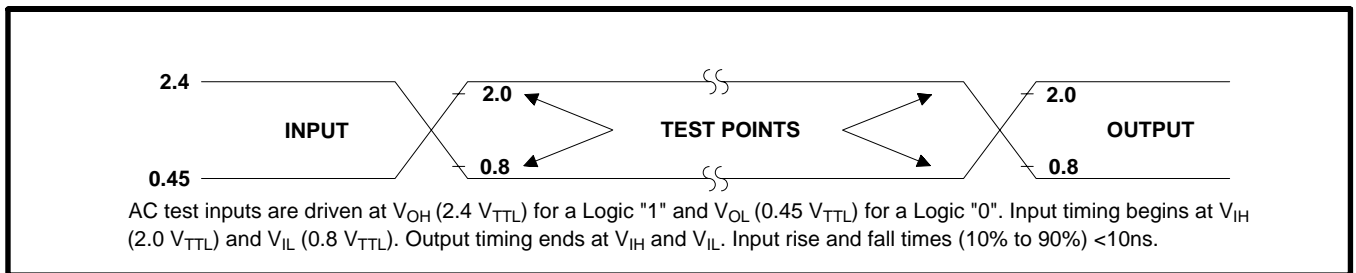 2.4
2.0
2.0
INPUT
TEST POINTS
OUTPUT
0.8
0.8
0.45
AC test inputs are driven at VOH (2.4 VTTL) for a Logic "1" and VOL (0.45 VTTL) for a Logic "0". Input timing begins at VIH
(2.0 VTTL) and VIL (0.8 VTTL). Output timing ends at VIH and VIL. Input rise and fall times (10% to 90%) <10ns.